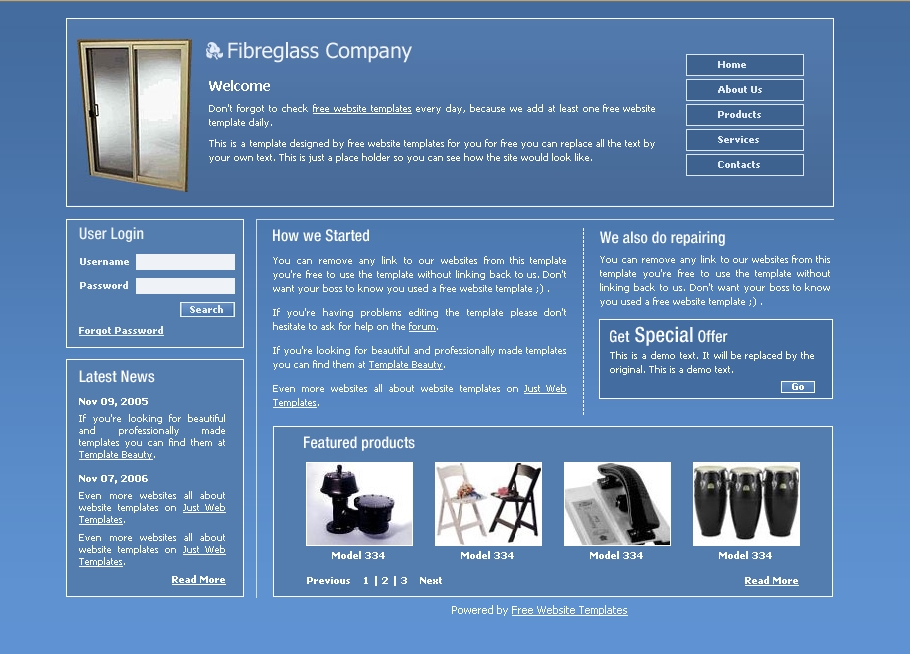 Fibreglass Company
Welcome
Don't forgot to check free website templates every day, because we add at least one free website
template daily.
This is a template designed by free website templates for you for free you can replace all the text by
your own text. This is just a place holder so you can see how the site would look like.
Home
About Us
Products
Services
Contacts
User Login
Username
Password
Search
Forgot Password
Latest News
Nov 09, 2005
If you're looking for beautiful
and professionally made
templates you can find them at
Template Beauty.
Nov 07, 2006
Even more websites all about
website templates on Just Web
Templates.
Even more websites all about
website templates on Just Web
Templates.
Read More
How we Started
You can remove any link to our websites from this template
you're free to use the template without linking back to us. Don't
want your boss to know you used a free website template ;) .
If you're having problems editing the template please don't
hesitate to ask for help on the forum.
If you're looking for beautiful and professionally made templates
you can find them at Template Beauty.
Even more websites all about website templates on Just Web
Templates.
We also do repairing
You can remove any link to our websites from this
template you're free to use the template without
linking back to us. Don't want your boss to know
you used a free website template ;) .
Get Special Offer
This is a demo text. It will be replaced by the
original. This is a demo text.
Go
Featured products
Model 334
Model 334
Model 334
Model 334
Previous 1 | 2 | 3 Next
Read More
Powered by Free Website Templates